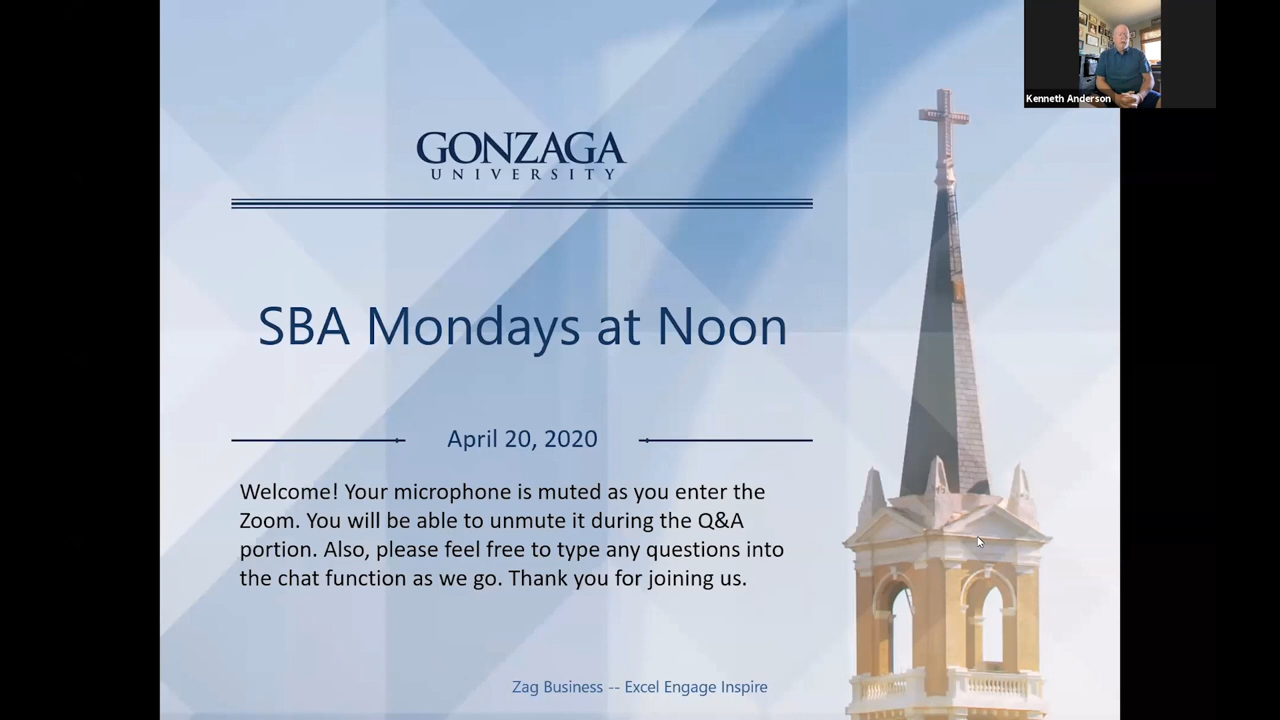 Kenneth Anderson
GONZAGA
UNIVERSITY
SBA Mondays at Noon
April 20, 2020
Welcome! Your microphone is muted as you enter the
Zoom. You will be able to unmute it during the Q&A
portion. Also, please feel free to type any questions into
the chat function as we go. Thank you for joining us.
Zag Business -- Excel Engage Inspire